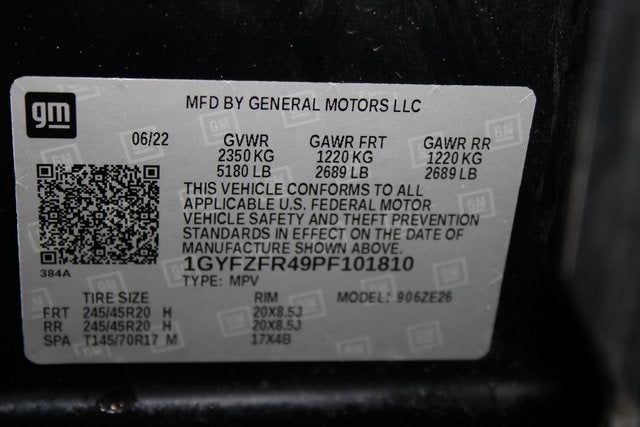 gm
MFD BY GENERAL MOTORS LLC
06/22 GVWR GAWR FRT GAWR RR
2350 KG 1220 KG 1220 KG
5180 LB 2689 LB 2689 LB
THIS VEHICLE CONFORMS TO ALL
APPLICABLE U.S. FEDERAL MOTOR
VEHICLE SAFETY AND THEFT PREVENTION
STANDARDS IN EFFECT ON THE DATE OF
MANUFACTURE SHOWN ABOVE.
384A
1GYFZFR49PF101810
TYPE: MPV
TIRE SIZE RIM MODEL: 906ZE26
FRT 245/45R20 H 20X8.5J
RR 245/45R20 H 20X8.5J
SPA T145/70R17 M 17X4B